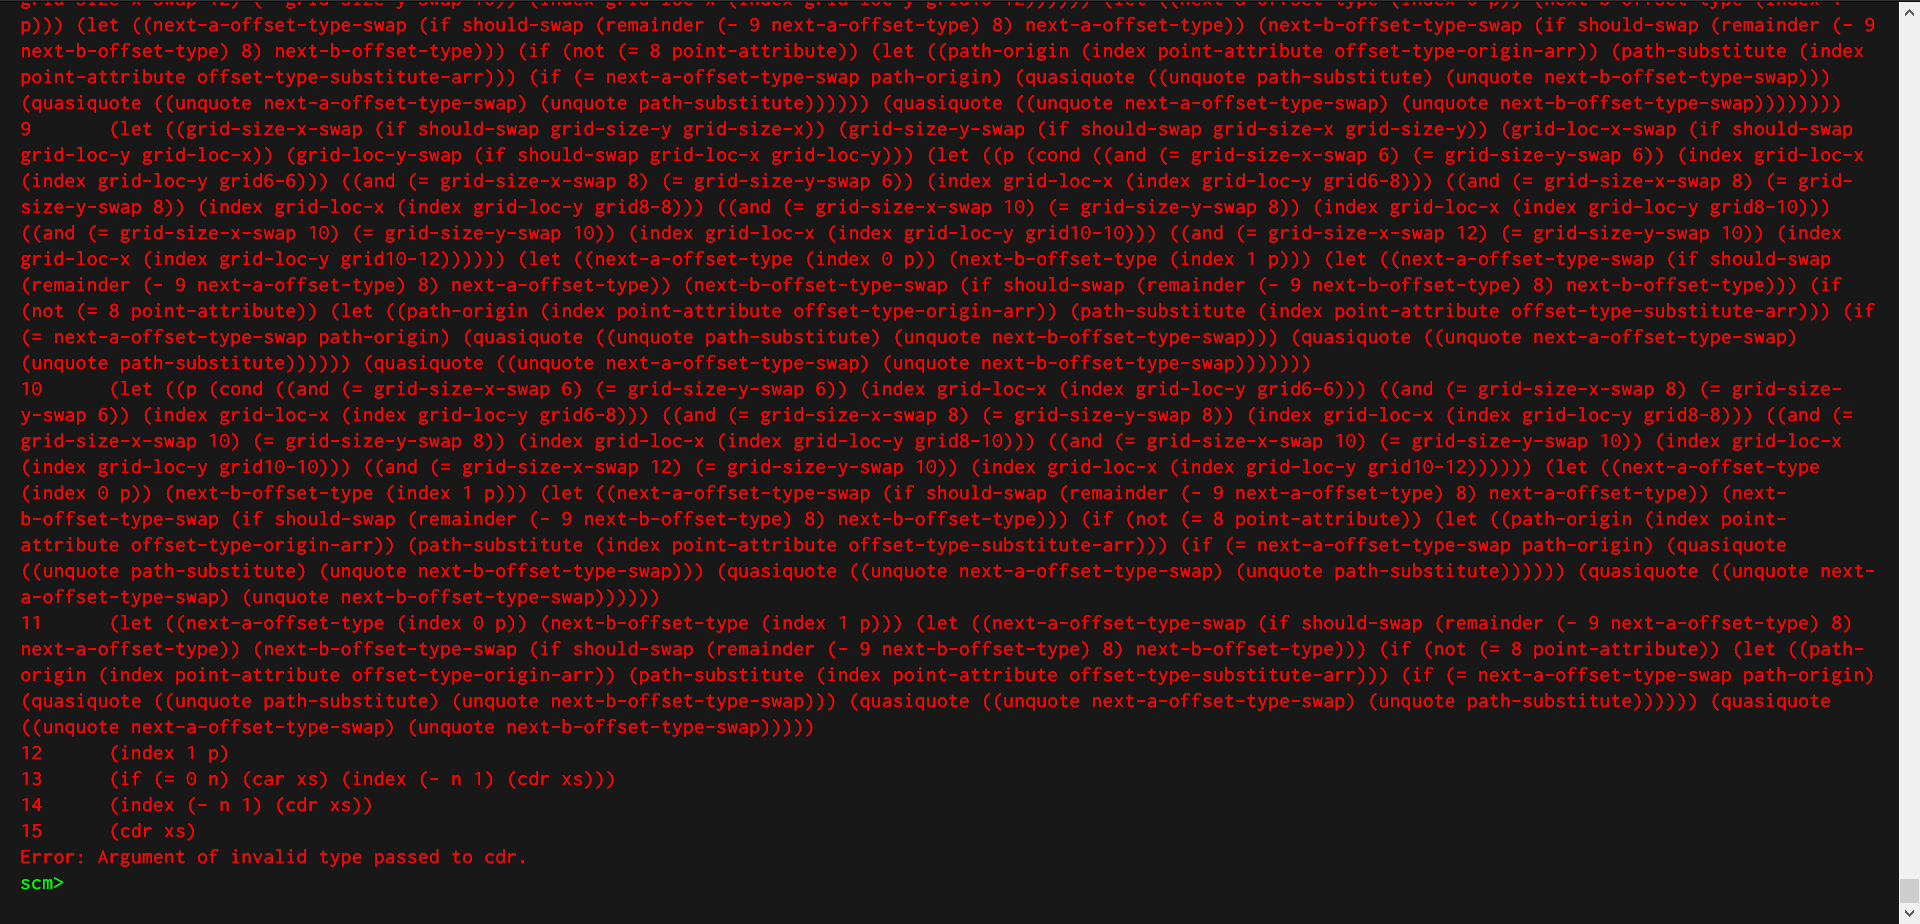 p))) (let ((next-a-offset-type-swap (if should-swap (remainder (- 9 next-a-offset-type) 8) next-a-offset-type)) (next-b-offset-type-swap (if should-swap (remainder (- 9
next-b-offset-type) 8) next-b-offset-type))) (if (not (= 8 point-attribute)) (let ((path-origin (index point-attribute offset-type-origin-arr)) (path-substitute (index
point-attribute offset-type-substitute-arr))) (if (= next-a-offset-type-swap path-origin) (quasiquote ((unquote path-substitute) (unquote next-b-offset-type-swap)))
(quasiquote ((unquote next-a-offset-type-swap) (unquote path-substitute)))))) (quasiquote ((unquote next-a-offset-type-swap) (unquote next-b-offset-type-swap))))))))
9 (let ((grid-size-x-swap (if should-swap grid-size-y grid-size-x)) (grid-size-y-swap (if should-swap grid-size-x grid-size-y)) (grid-loc-x-swap (if should-swap
grid-loc-y grid-loc-x)) (grid-loc-y-swap (if should-swap grid-loc-x grid-loc-y))) (let ((p (cond ((and (= grid-size-x-swap 6) (= grid-size-y-swap 6)) (index grid-loc-x
(index grid-loc-y grid6-6))) ((and (= grid-size-x-swap 8) (= grid-size-y-swap 6)) (index grid-loc-x (index grid-loc-y grid6-8))) ((and (= grid-size-x-swap 8) (= grid-
size-y-swap 8)) (index grid-loc-x (index grid-loc-y grid8-8))) ((and (= grid-size-x-swap 10) (= grid-size-y-swap 8)) (index grid-loc-x (index grid-loc-y grid8-10)))
((and (= grid-size-x-swap 10) (= grid-size-y-swap 10)) (index grid-loc-x (index grid-loc-y grid10-10))) ((and (= grid-size-x-swap 12) (= grid-size-y-swap 10)) (index
grid-loc-x (index grid-loc-y grid10-12)))))) (let ((next-a-offset-type (index 0 p)) (next-b-offset-type (index 1 p))) (let ((next-a-offset-type-swap (if should-swap
(remainder (- 9 next-a-offset-type) 8) next-a-offset-type)) (next-b-offset-type-swap (if should-swap (remainder (- 9 next-b-offset-type) 8) next-b-offset-type))) (if
(not (= 8 point-attribute)) (let ((path-origin (index point-attribute offset-type-origin-arr)) (path-substitute (index point-attribute offset-type-substitute-arr))) (if
(= next-a-offset-type-swap path-origin) (quasiquote ((unquote path-substitute) (unquote next-b-offset-type-swap))) (quasiquote ((unquote next-a-offset-type-swap)
(unquote path-substitute)))))) (quasiquote ((unquote next-a-offset-type-swap) (unquote next-b-offset-type-swap)))))))
10 (let ((p (cond ((and (= grid-size-x-swap 6) (= grid-size-y-swap 6)) (index grid-loc-x (index grid-loc-y grid6-6))) ((and (= grid-size-x-swap 8) (= grid-size-
y-swap 6)) (index grid-loc-x (index grid-loc-y grid6-8))) ((and (= grid-size-x-swap 8) (= grid-size-y-swap 8)) (index grid-loc-x (index grid-loc-y grid8-8))) ((and (=
grid-size-x-swap 10) (= grid-size-y-swap 8)) (index grid-loc-x (index grid-loc-y grid8-10))) ((and (= grid-size-x-swap 10) (= grid-size-y-swap 10)) (index grid-loc-x
(index grid-loc-y grid10-10))) ((and (= grid-size-x-swap 12) (= grid-size-y-swap 10)) (index grid-loc-x (index grid-loc-y grid10-12)))))) (let ((next-a-offset-type
(index 0 p)) (next-b-offset-type (index 1 p))) (let ((next-a-offset-type-swap (if should-swap (remainder (- 9 next-a-offset-type) 8) next-a-offset-type)) (next-
b-offset-type-swap (if should-swap (remainder (- 9 next-b-offset-type) 8) next-b-offset-type))) (if (not (= 8 point-attribute)) (let ((path-origin (index point-
attribute offset-type-origin-arr)) (path-substitute (index point-attribute offset-type-substitute-arr))) (if (= next-a-offset-type-swap path-origin) (quasiquote
((unquote path-substitute) (unquote next-b-offset-type-swap))) (quasiquote ((unquote next-a-offset-type-swap) (unquote path-substitute)))))) (quasiquote ((unquote next-
a-offset-type-swap) (unquote next-b-offset-type-swap))))))
11 (let ((next-a-offset-type (index 0 p)) (next-b-offset-type (index 1 p))) (let ((next-a-offset-type-swap (if should-swap (remainder (- 9 next-a-offset-type) 8)
next-a-offset-type)) (next-b-offset-type-swap (if should-swap (remainder (- 9 next-b-offset-type) 8) next-b-offset-type))) (if (not (= 8 point-attribute)) (let ((path-
origin (index point-attribute offset-type-origin-arr)) (path-substitute (index point-attribute offset-type-substitute-arr))) (if (= next-a-offset-type-swap path-origin)
(quasiquote ((unquote path-substitute) (unquote next-b-offset-type-swap))) (quasiquote ((unquote next-a-offset-type-swap) (unquote path-substitute)))))) (quasiquote
((unquote next-a-offset-type-swap) (unquote next-b-offset-type-swap)))))
12 (index 1 p)
13 (if (= 0 n) (car xs) (index (- n 1) (cdr xs)))
14 (index (- n 1) (cdr xs))
15 (cdr xs)
Error: Argument of invalid type passed to cdr.
scm>